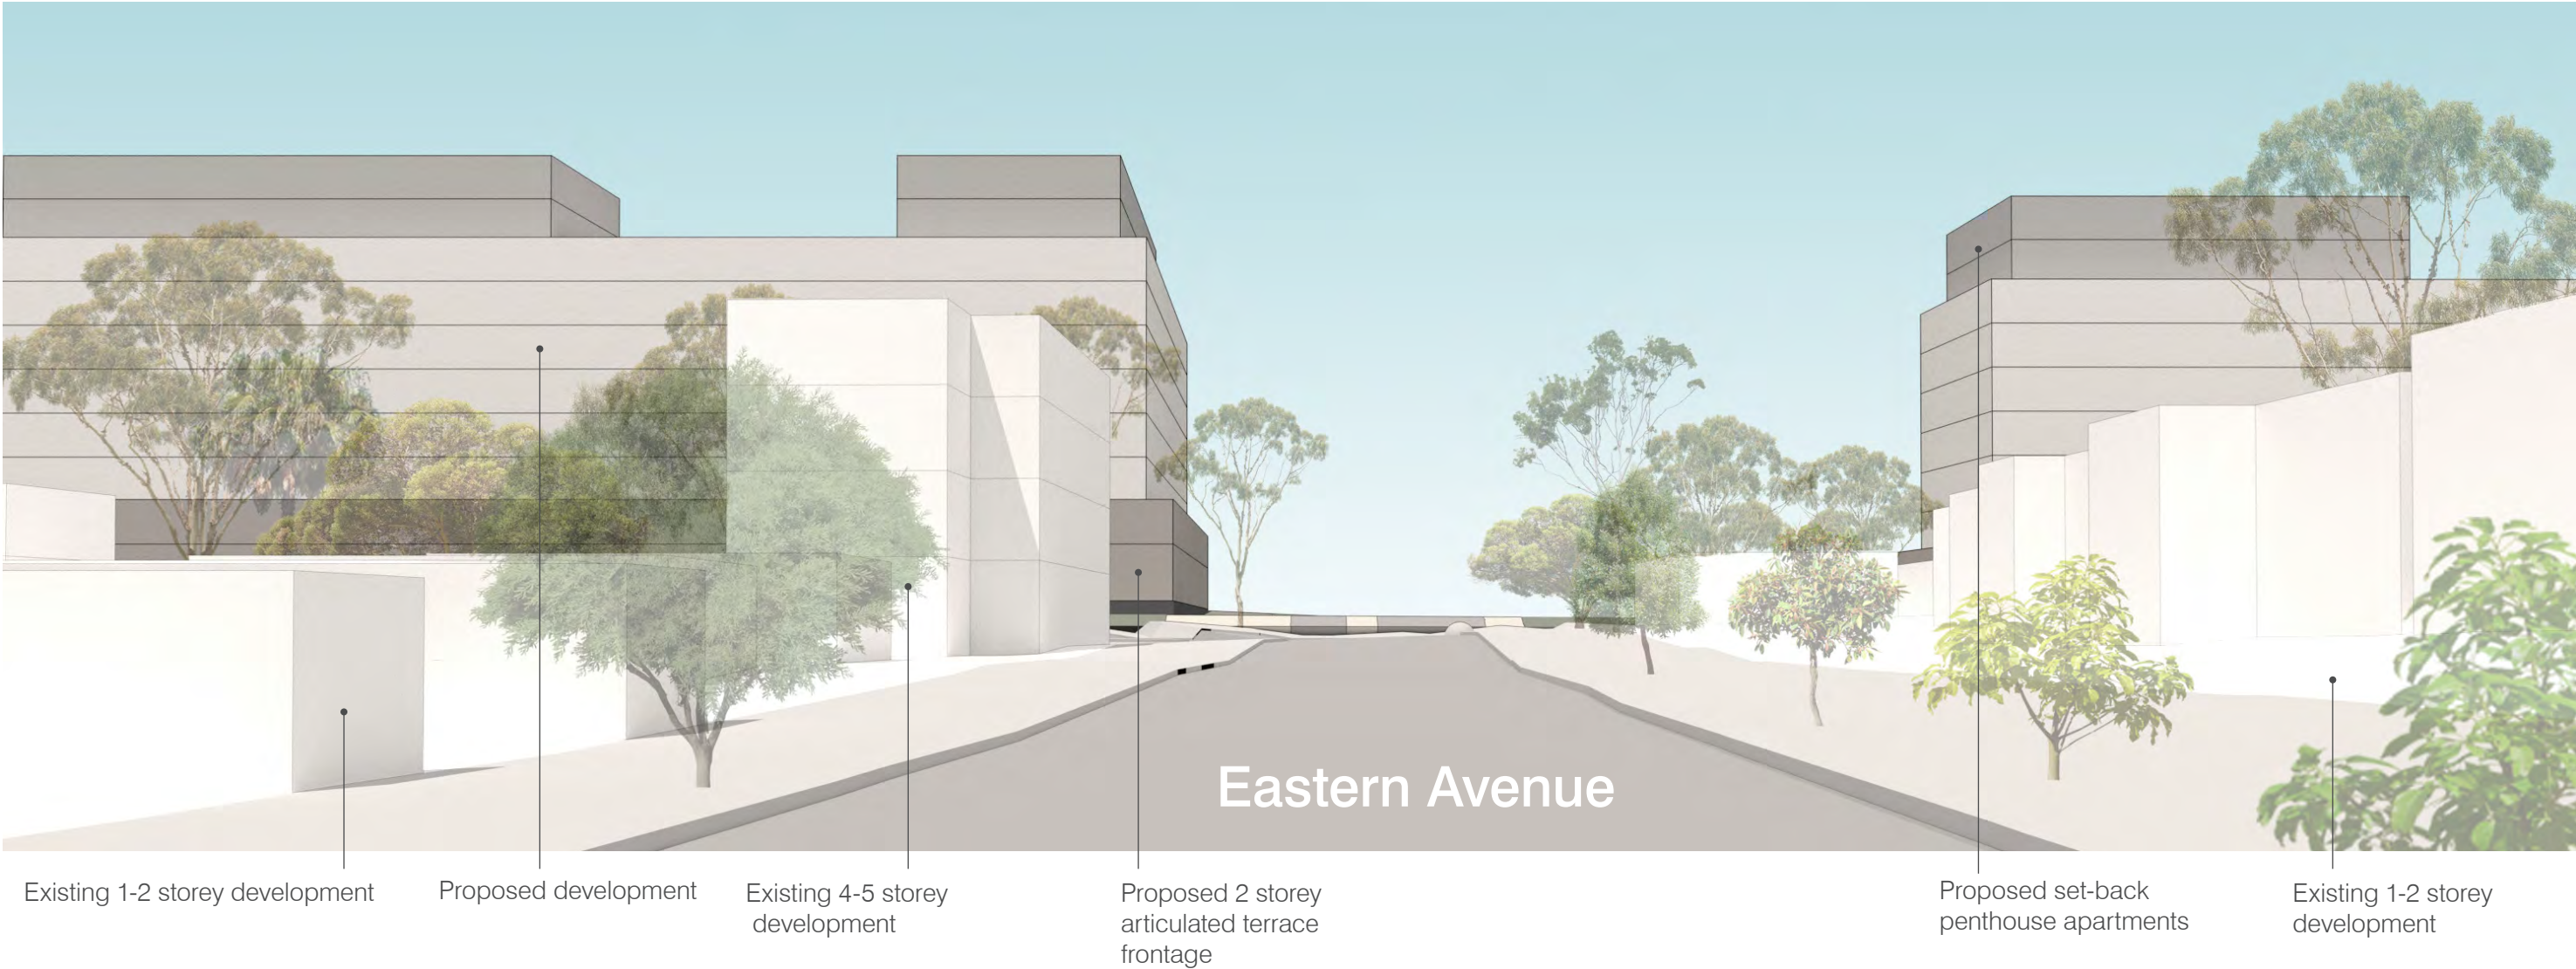 Eastern Avenue
Existing 1-2 storey development
Proposed development
Existing 4-5 storey
development
Proposed 2 storey
articulated terrace
frontage
Proposed set-back
penthouse apartments
Existing 1-2 storey
development